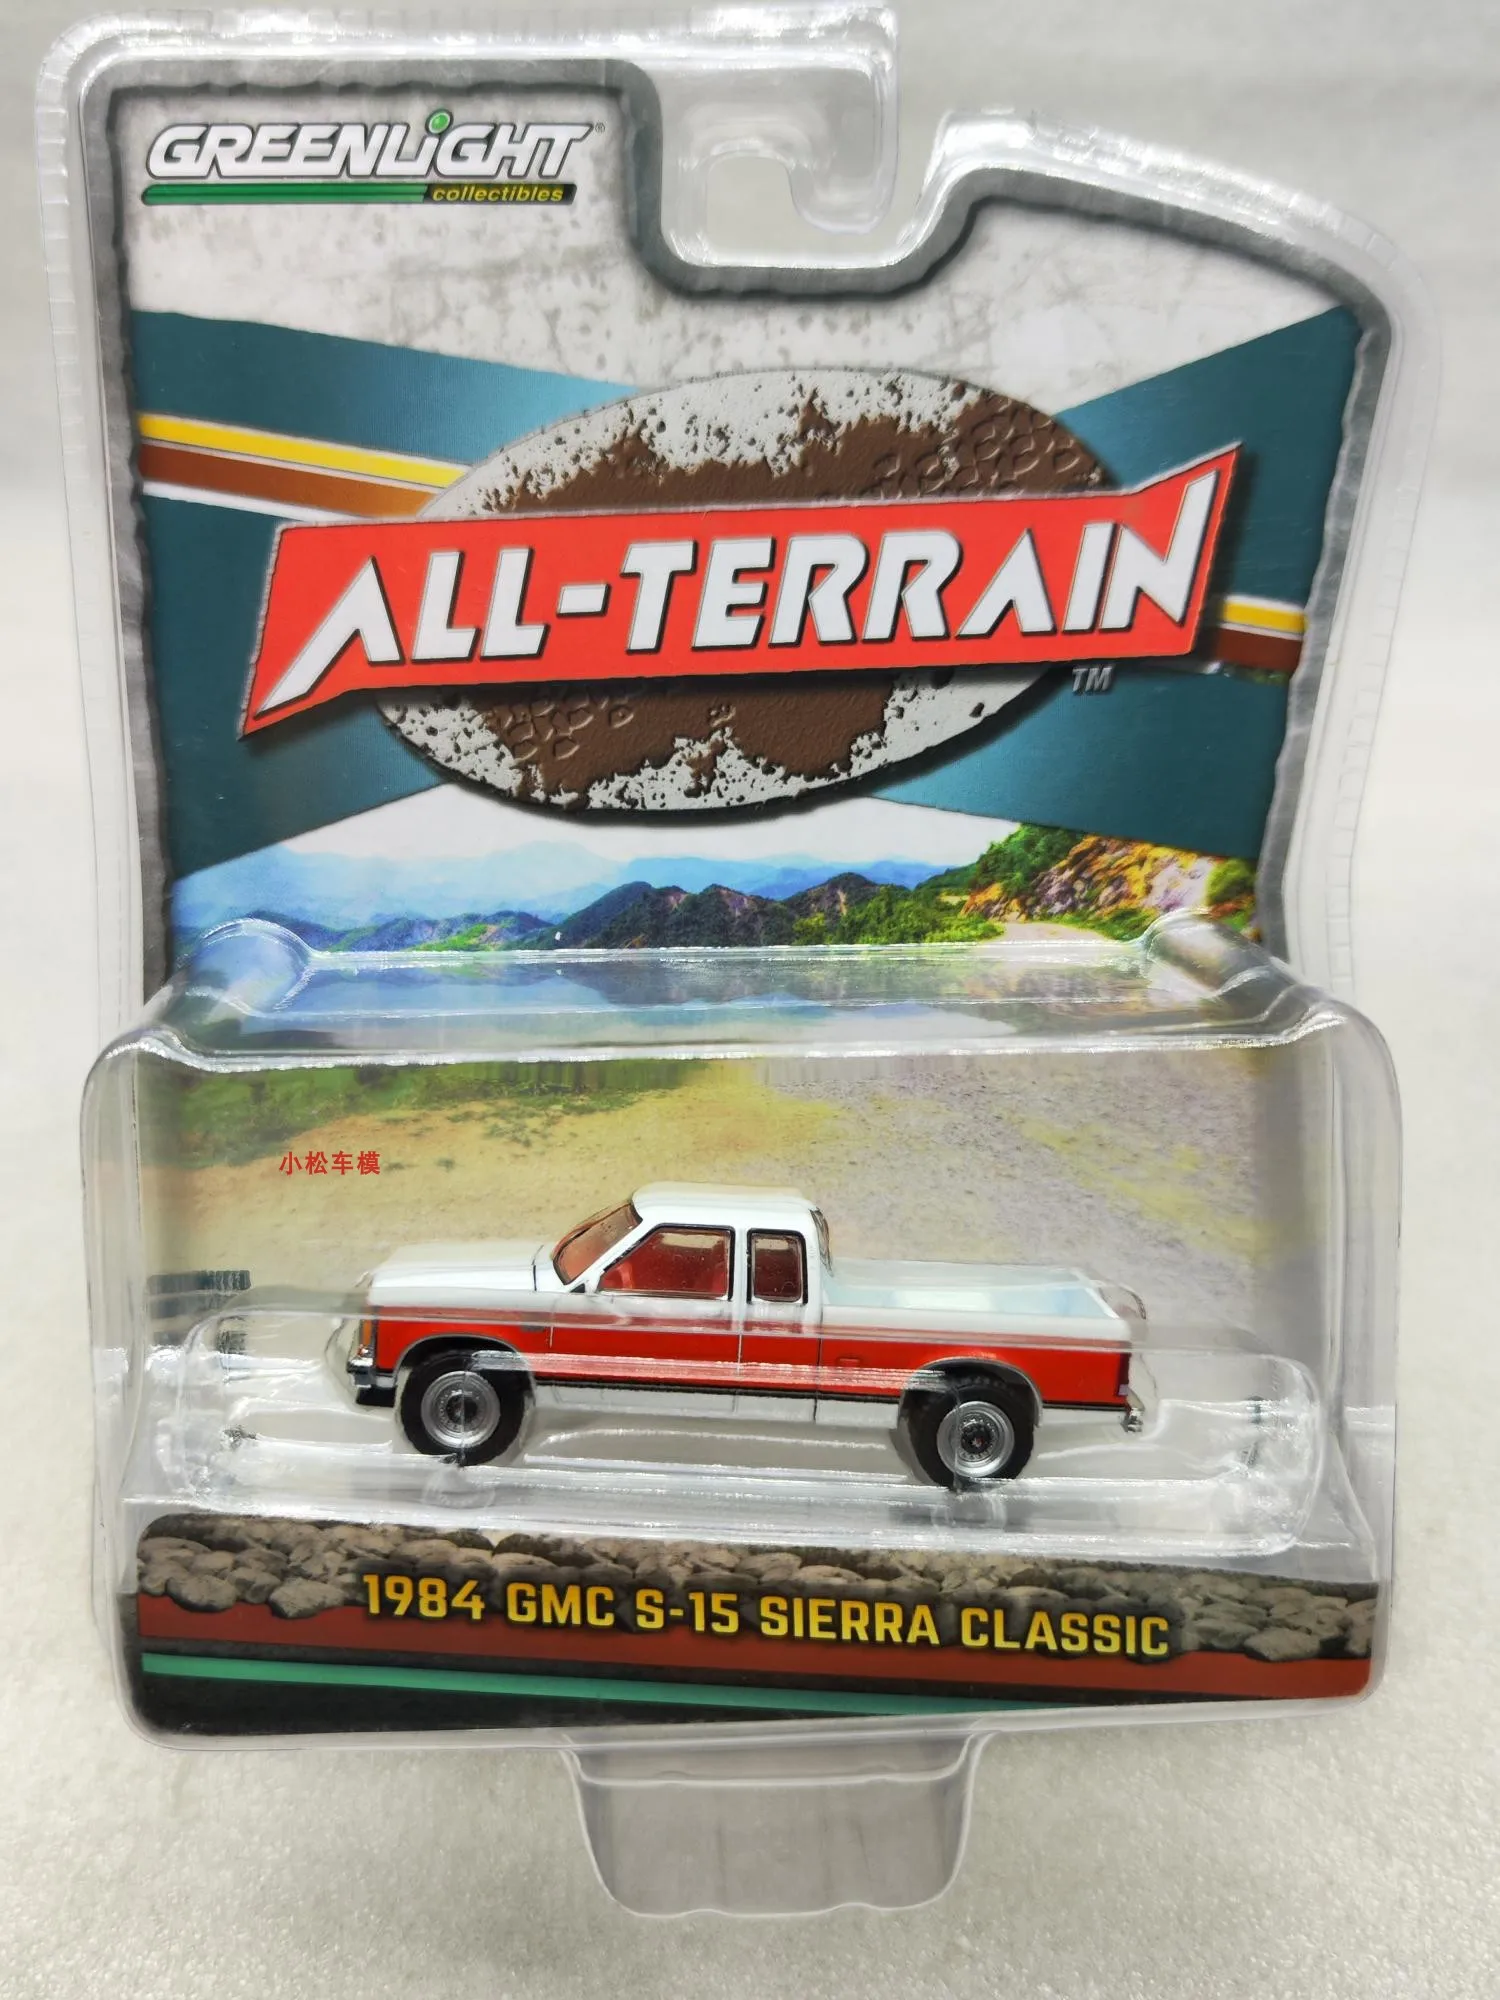 GREENLiGHT®
collectibles
ALL-TERRAIN
TM
小松车模
1984 GMC S-15 SIERRA CLASSIC